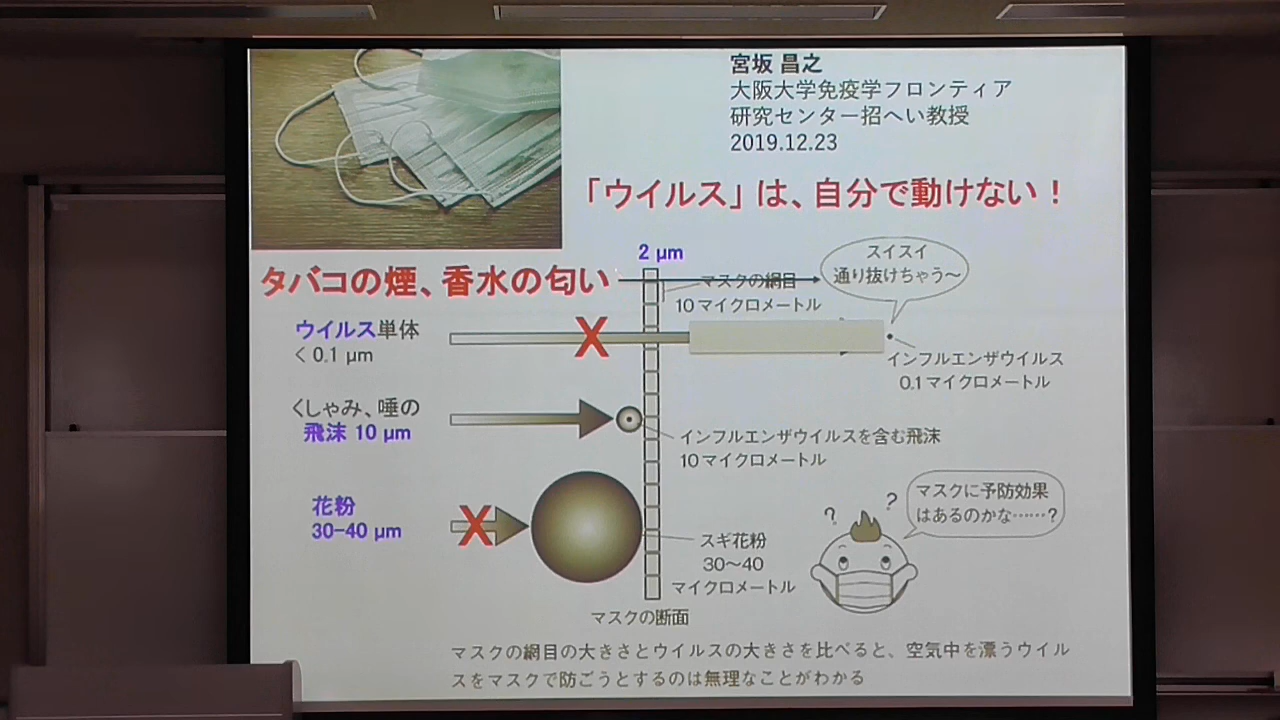 宮坂 昌之
大阪大学免疫学フロンティア
研究センター招へい教授
2019.12.23
「ウイルス」は、自分で動けない！
2 µm
タバコの煙、香水の匂い
マスクの網目
10マイクロメートル
スイスイ
通り抜けちゃう〜
ウイルス単体
< 0.1 µm
X
インフルエンザウイルス
0.1マイクロメートル
くしゃみ、唾の
飛沫 10 µm
インフルエンザウイルスを含む飛沫
10マイクロメートル
花粉
30-40 µm
X
スギ花粉
30〜40
マイクロメートル
? ?
マスクに予防効果
はあるのかな……?
マスクの断面
マスクの網目の大きさとウイルスの大きさを比べると、空気中を漂うウイル
スをマスクで防ごうとするのは無理なことがわかる